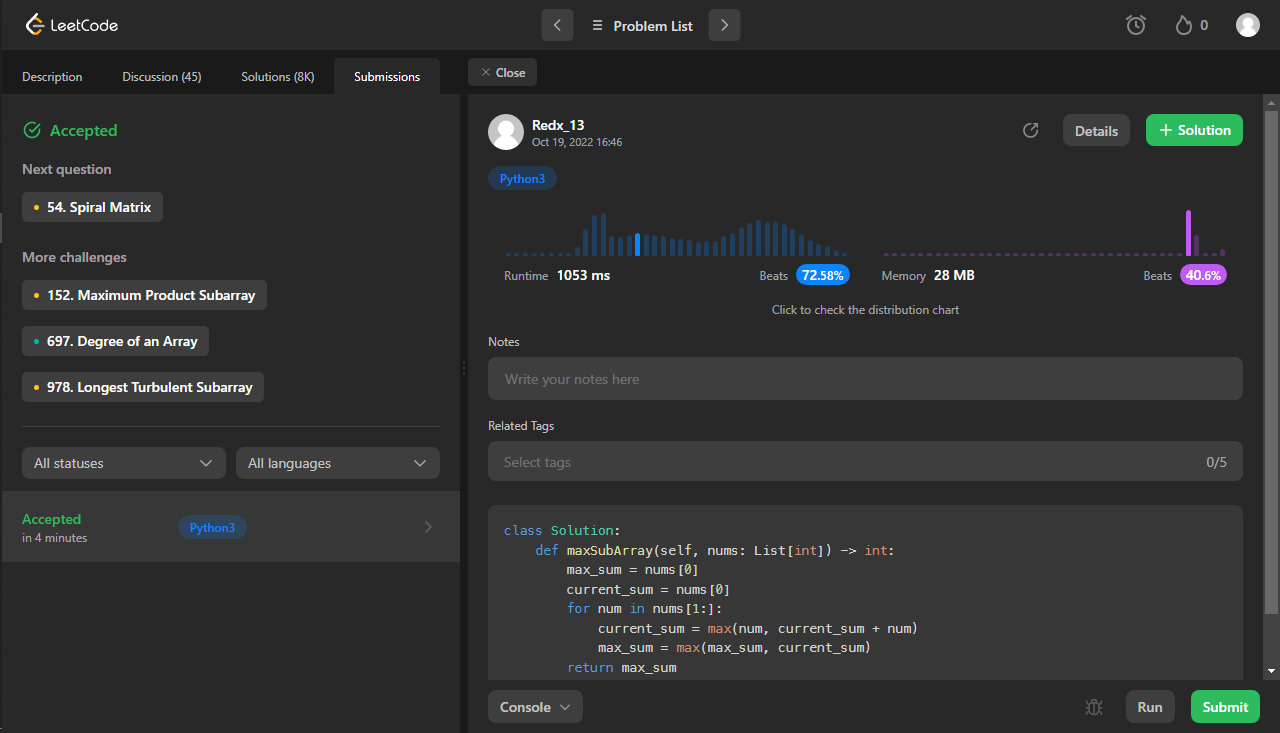 LeetCode
Problem List
0
Description
Discussion (45)
Solutions (8K)
Submissions
Close
Accepted
Next question
54. Spiral Matrix
More challenges
152. Maximum Product Subarray
697. Degree of an Array
978. Longest Turbulent Subarray
All statuses
All languages
Accepted
Python3
in 4 minutes
Redx_13
Oct 19, 2022 16:46
Details
+ Solution
Python3
Runtime 1053 ms
Beats 72.58%
Memory 28 MB
Beats 40.6%
Click to check the distribution chart
Notes
Write your notes here
Related Tags
Select tags
0/5
class Solution:
    def maxSubArray(self, nums: List[int]) -> int:
        max_sum = nums[0]
        current_sum = nums[0]
        for num in nums[1:]:
            current_sum = max(num, current_sum + num)
            max_sum = max(max_sum, current_sum)
        return max_sum
Console
Run
Submit